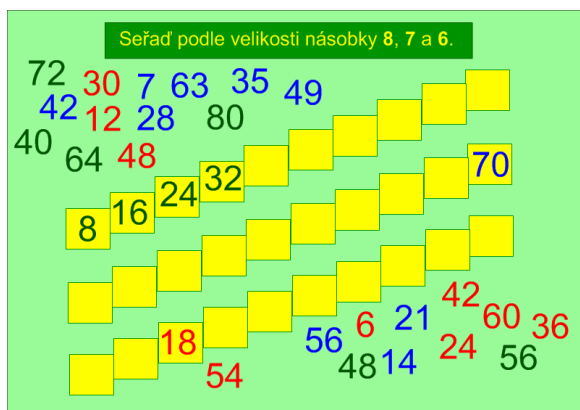 Seřaď podle velikosti násobky 8, 7 a 6.
72 30 7 63 35 49
42 12 28 80
40 64 48
8 16 24 32
70
18
54 56 6 21 42 60 36
48 14 24 56